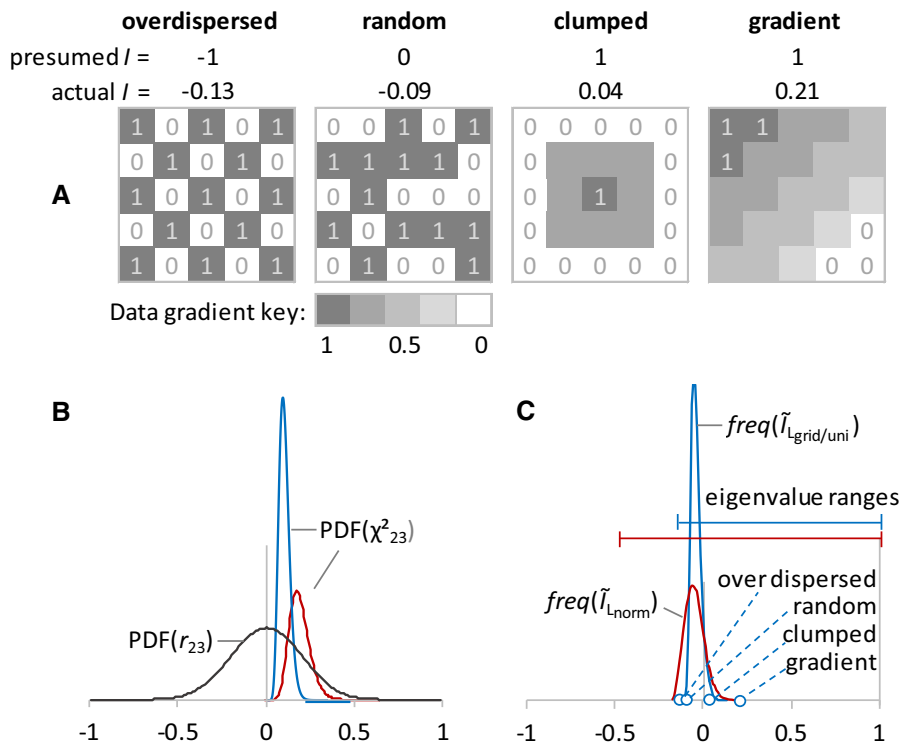 overdispersed random clumped gradient
presumed I = -1 0 1 1
actual I = -0.13 -0.09 0.04 0.21
A
1 0 1 0 1 0 0 1 0 1 0 0 0 0 0 1 1
0 1 0 1 0 1 1 1 1 0 0 0 1
1 0 1 0 1 0 1 0 0 0 0 1 0
0 1 0 1 0 1 0 1 1 1 0 0 0
1 0 1 0 1 0 1 0 0 1 0 0 0 0 0 0 0
Data gradient key:
1 0.5 0
B
PDF(χ²₂₃)
PDF(r₂₃)
-1 -0.5 0 0.5 1
C
freq(Ĩ_Lgrid/uni)
eigenvalue ranges
freq(Ĩ_Lnorm)
over dispersed
random
clumped
gradient
-1 -0.5 0 0.5 1